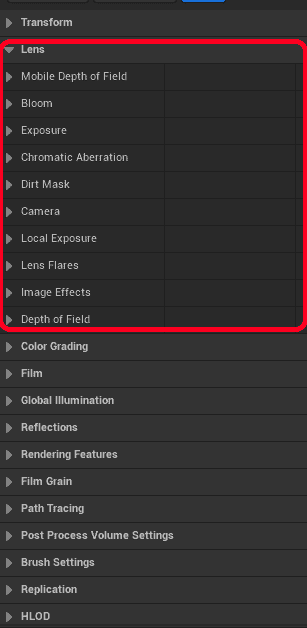 Transform
Lens
Mobile Depth of Field
Bloom
Exposure
Chromatic Aberration
Dirt Mask
Camera
Local Exposure
Lens Flares
Image Effects
Depth of Field
Color Grading
Film
Global Illumination
Reflections
Rendering Features
Film Grain
Path Tracing
Post Process Volume Settings
Brush Settings
Replication
HLOD